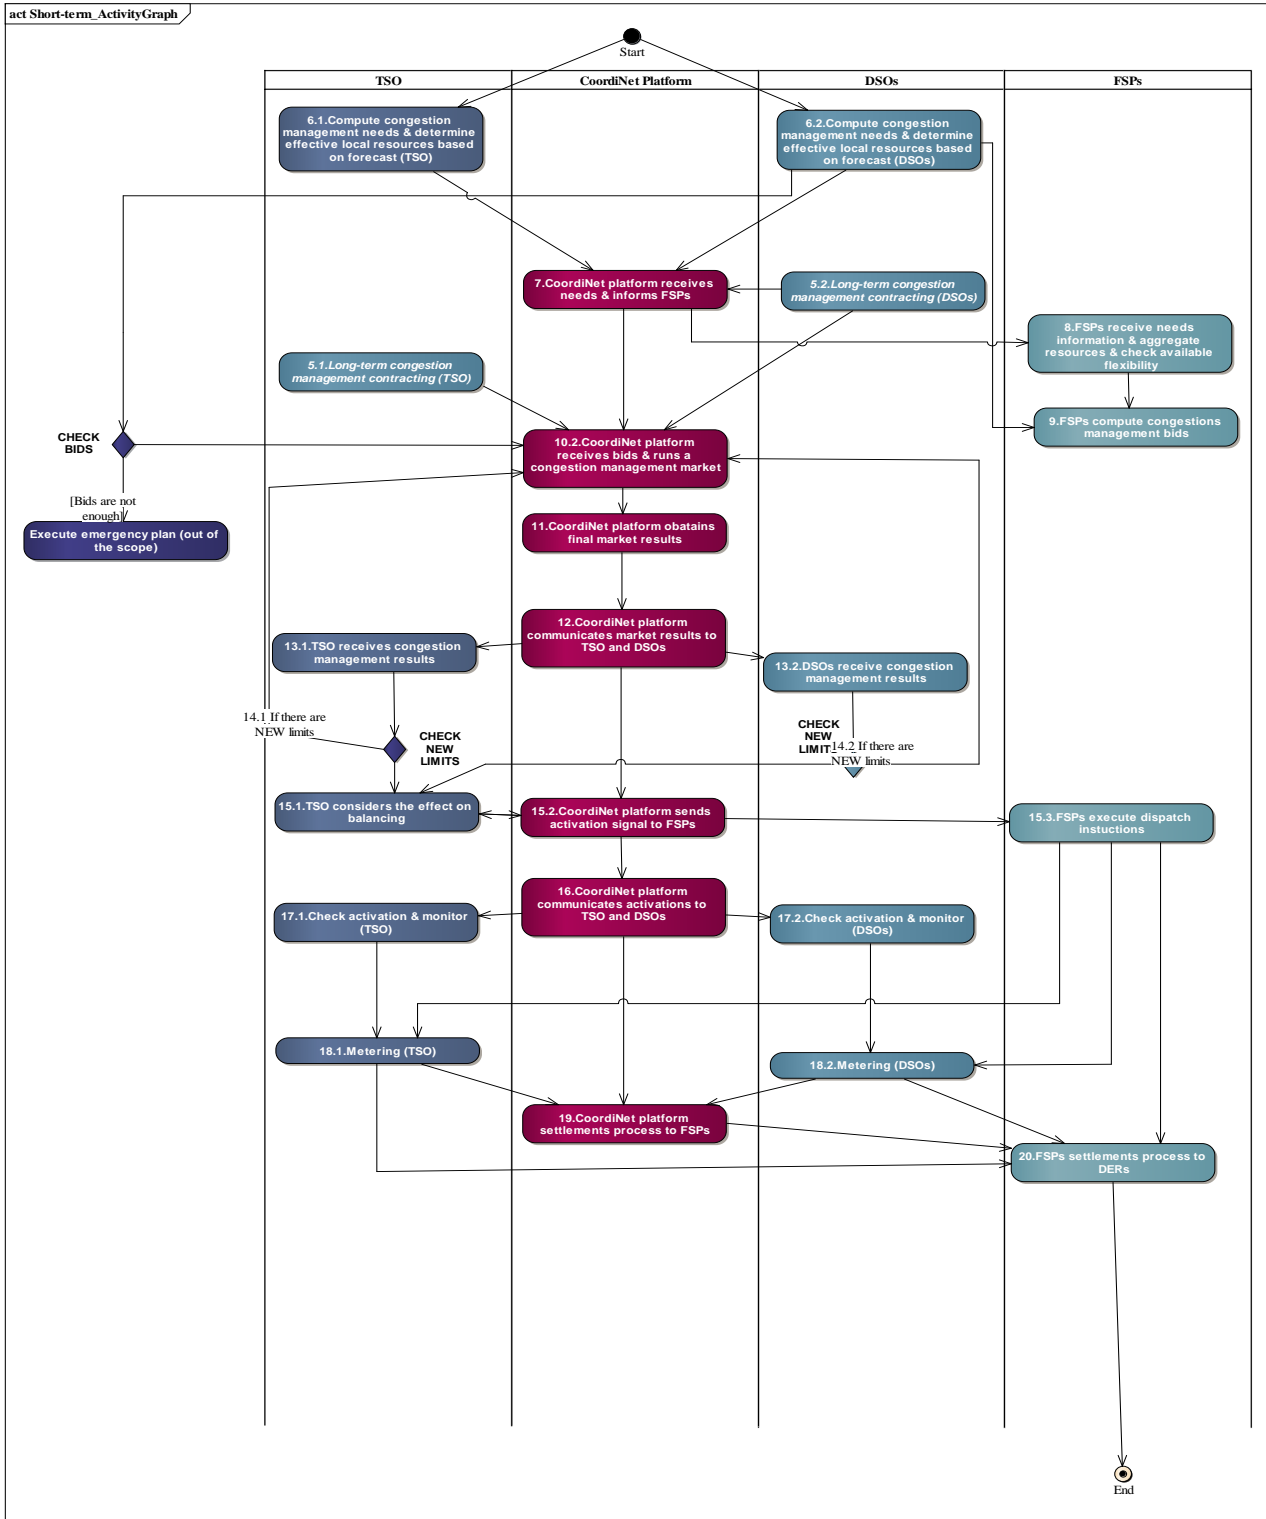 act Short-term_ActivityGraph
Start
TSO
CoordiNet Platform
DSOs
FSPs
6.1.Compute congestion
management needs & determine
effective local resources based
on forecast (TSO)
6.2.Compute congestion
management needs & determine
effective local resources based
on forecast (DSOs)
7.CoordiNet platform receives
needs & informs FSPs
5.2.Long-term congestion
management contracting (DSOs)
8.FSPs receive needs
information & aggregate
resources & check available
flexibility
5.1.Long-term congestion
management contracting (TSO)
9.FSPs compute congestions
management bids
CHECK
BIDS
10.2.CoordiNet platform
receives bids & runs a
congestion management market
[Bids are not
enough]
Execute emergency plan (out of
the scope)
11.CoordiNet platform obatains
final market results
12.CoordiNet platform
communicates market results to
TSO and DSOs
13.1.TSO receives congestion
management results
13.2.DSOs receive congestion
management results
14.1 If there are
NEW limits
CHECK
NEW
LIMITS
CHECK
NEW
LIMITS
14.2 If there are
NEW limits
15.1.TSO considers the effect on
balancing
15.2.CoordiNet platform sends
activation signal to FSPs
15.3.FSPs execute dispatch
instuctions
16.CoordiNet platform
communicates activations to
TSO and DSOs
17.1.Check activation & monitor
(TSO)
17.2.Check activation & monitor
(DSOs)
18.1.Metering (TSO)
18.2.Metering (DSOs)
19.CoordiNet platform
settlements process to FSPs
20.FSPs settlements process to
DERs
End